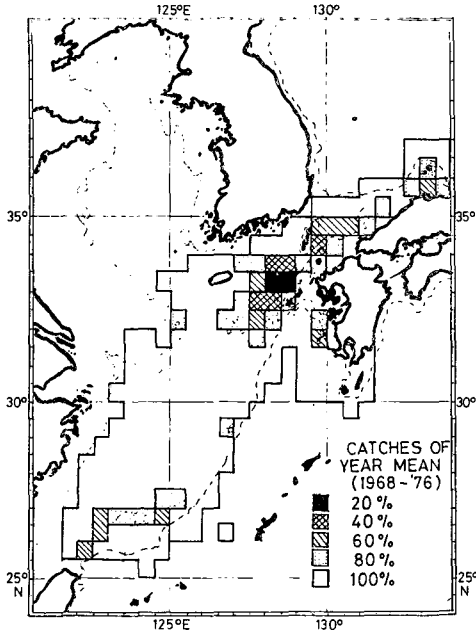 125°E 130°
35° 35°
30° 30°
CATCHES OF
YEAR MEAN
(1968~'76)
20%
40%
60%
80%
100%
25° 25°
N N
125°E 130°